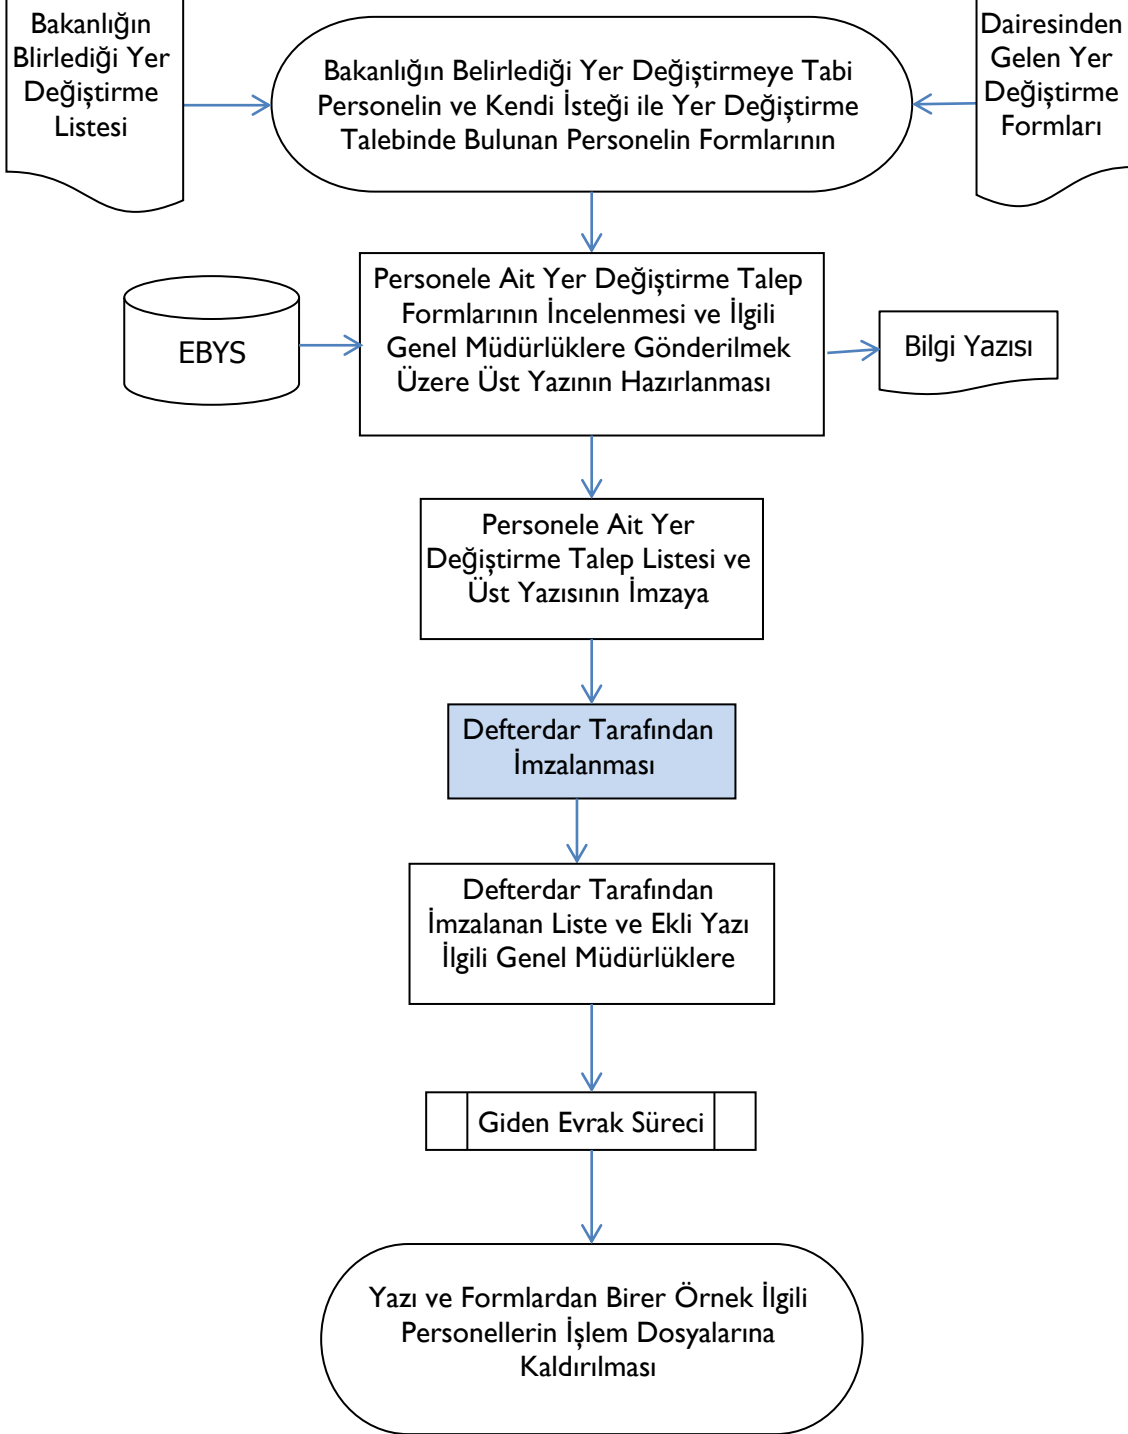 Bakanlığın
Blirlediği Yer
Değiştirme
Listesi
Bakanlığın Belirlediği Yer Değiştirmeye Tabi
Personelin ve Kendi İsteği ile Yer Değiştirme
Talebinde Bulunan Personelin Formlarının
Dairesinden
Gelen Yer
Değiştirme
Formları
EBYS
Personele Ait Yer Değiştirme Talep
Formlarının İncelenmesi ve İlgili
Genel Müdürlüklere Gönderilmek
Üzere Üst Yazının Hazırlanması
Bilgi Yazısı
Personele Ait Yer
Değiştirme Talep Listesi ve
Üst Yazısının İmzaya
Defterdar Tarafından
İmzalanması
Defterdar Tarafından
İmzalanan Liste ve Ekli Yazı
İlgili Genel Müdürlüklere
Giden Evrak Süreci
Yazı ve Formlardan Birer Örnek İlgili
Personellerin İşlem Dosyalarına
Kaldırılması